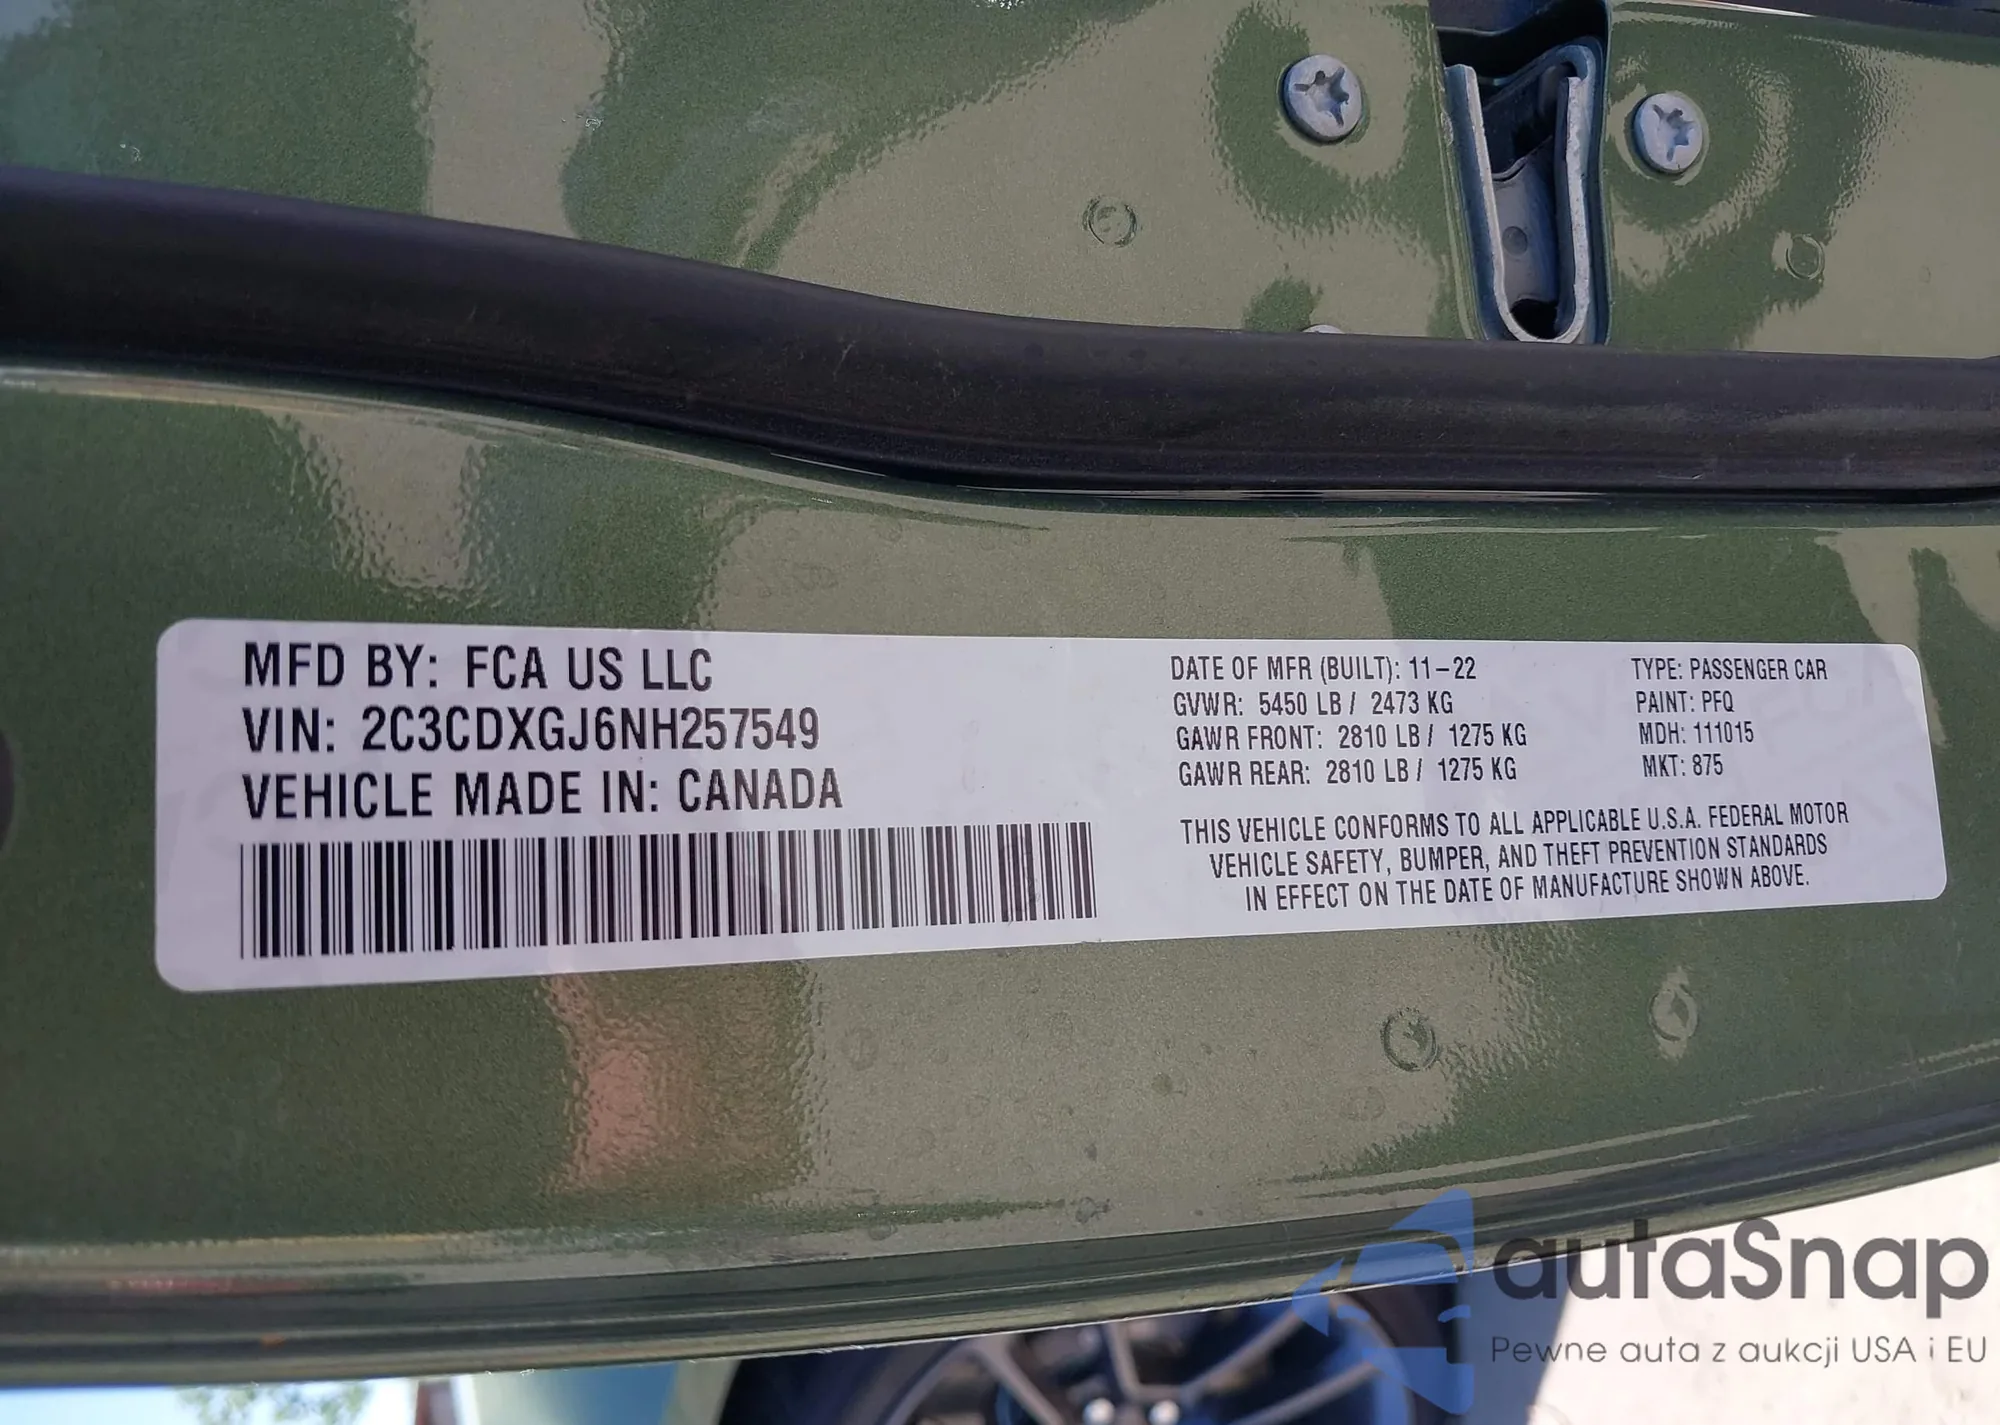 MFD BY: FCA US LLC
VIN: 2C3CDXGJ6NH257549
VEHICLE MADE IN: CANADA
DATE OF MFR (BUILT): 11-22
GVWR: 5450 LB / 2473 KG
GAWR FRONT: 2810 LB / 1275 KG
GAWR REAR: 2810 LB / 1275 KG
TYPE: PASSENGER CAR
PAINT: PFQ
MDH: 111015
MKT: 875
THIS VEHICLE CONFORMS TO ALL APPLICABLE U.S.A. FEDERAL MOTOR
VEHICLE SAFETY, BUMPER, AND THEFT PREVENTION STANDARDS
IN EFFECT ON THE DATE OF MANUFACTURE SHOWN ABOVE.
autaSnap
Pewne auta z aukcji USA i EU